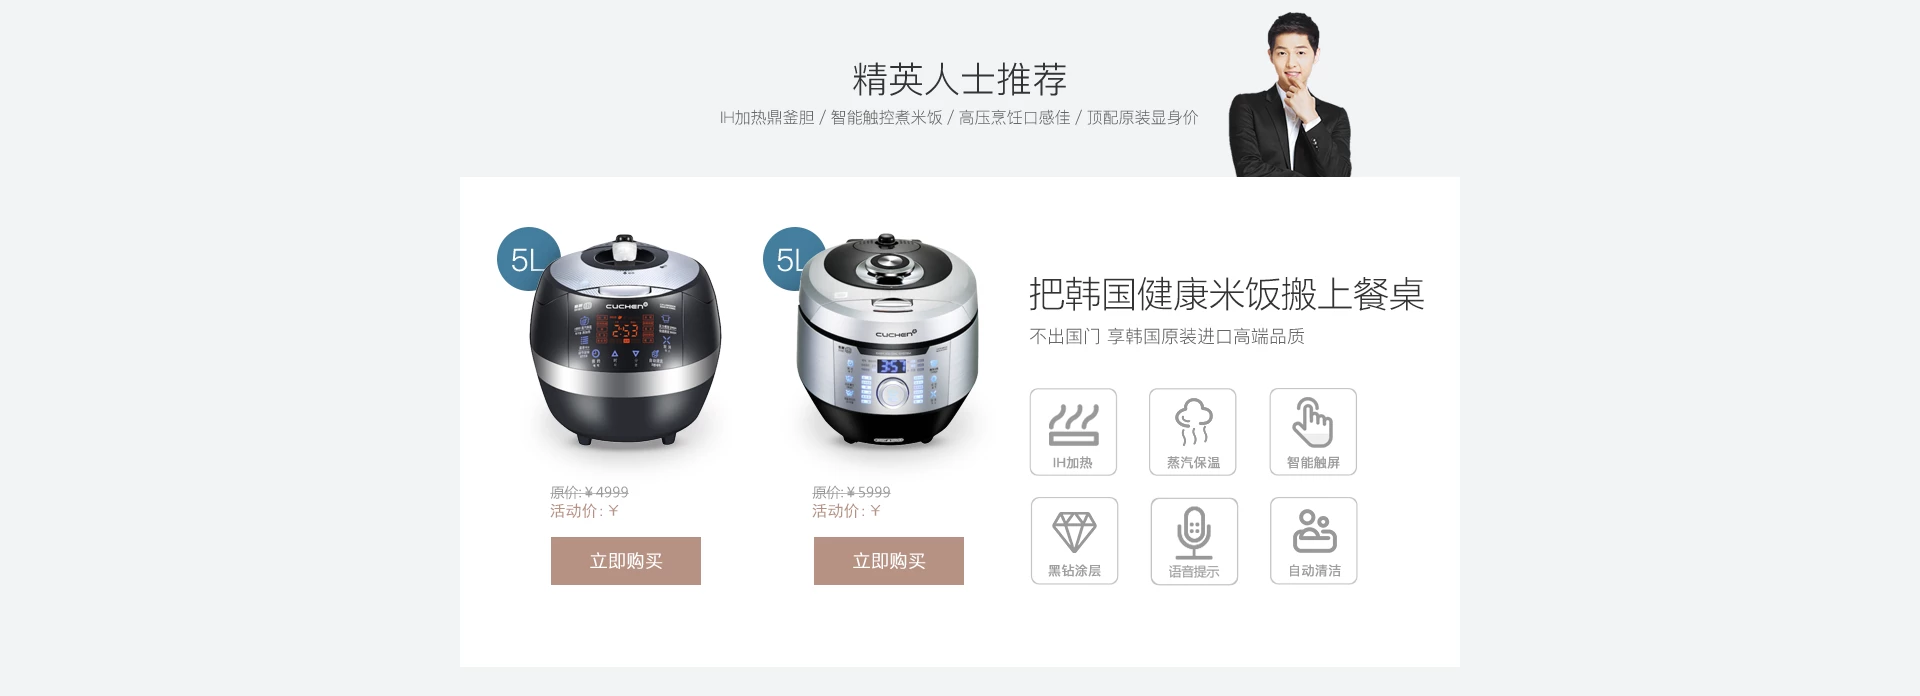 精英人士推荐
IH加热鼎釜胆 / 智能触控煮米饭 / 高压烹饪口感佳 / 顶配原装显身价
5L
CUCHEN
2:53
原价:￥4999
活动价:￥
立即购买
5L
CUCHEN
3:57
原价:￥5999
活动价:￥
立即购买
把韩国健康米饭搬上餐桌
不出国门 享韩国原装进口高端品质
IH加热
蒸汽保温
智能触屏
黑钻涂层
语音提示
自动清洁